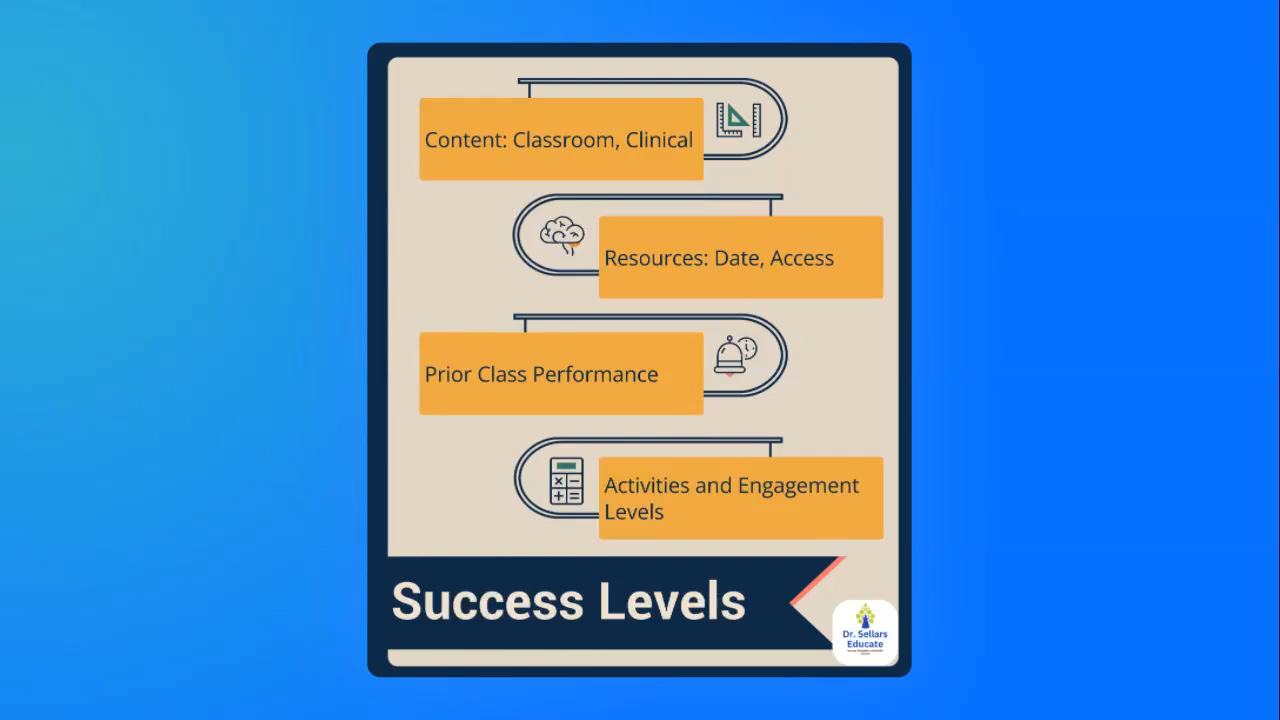 Content: Classroom, Clinical
Resources: Date, Access
Prior Class Performance
Activities and Engagement
Levels
Success Levels
Dr. Sellars
Educate